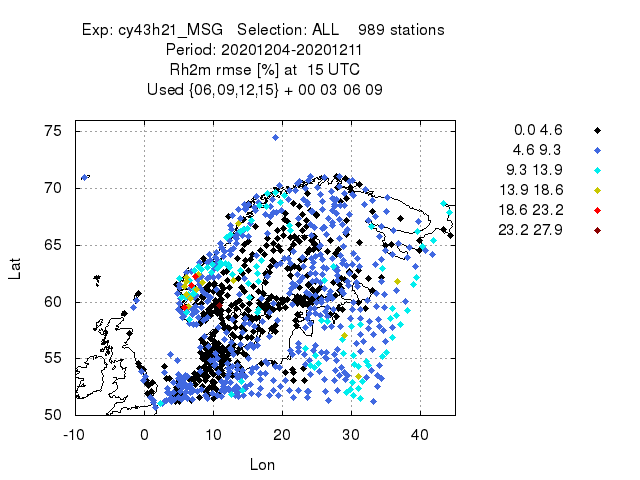 Exp: cy43h21_MSG   Selection: ALL    989 stations
Period: 20201204-20201211
Rh2m rmse [%] at  15 UTC
Used {06,09,12,15} + 00 03 06 09
75
70
65
60
55
50
Lat
-10 0 10 20 30 40
Lon
0.0 4.6
4.6 9.3
9.3 13.9
13.9 18.6
18.6 23.2
23.2 27.9